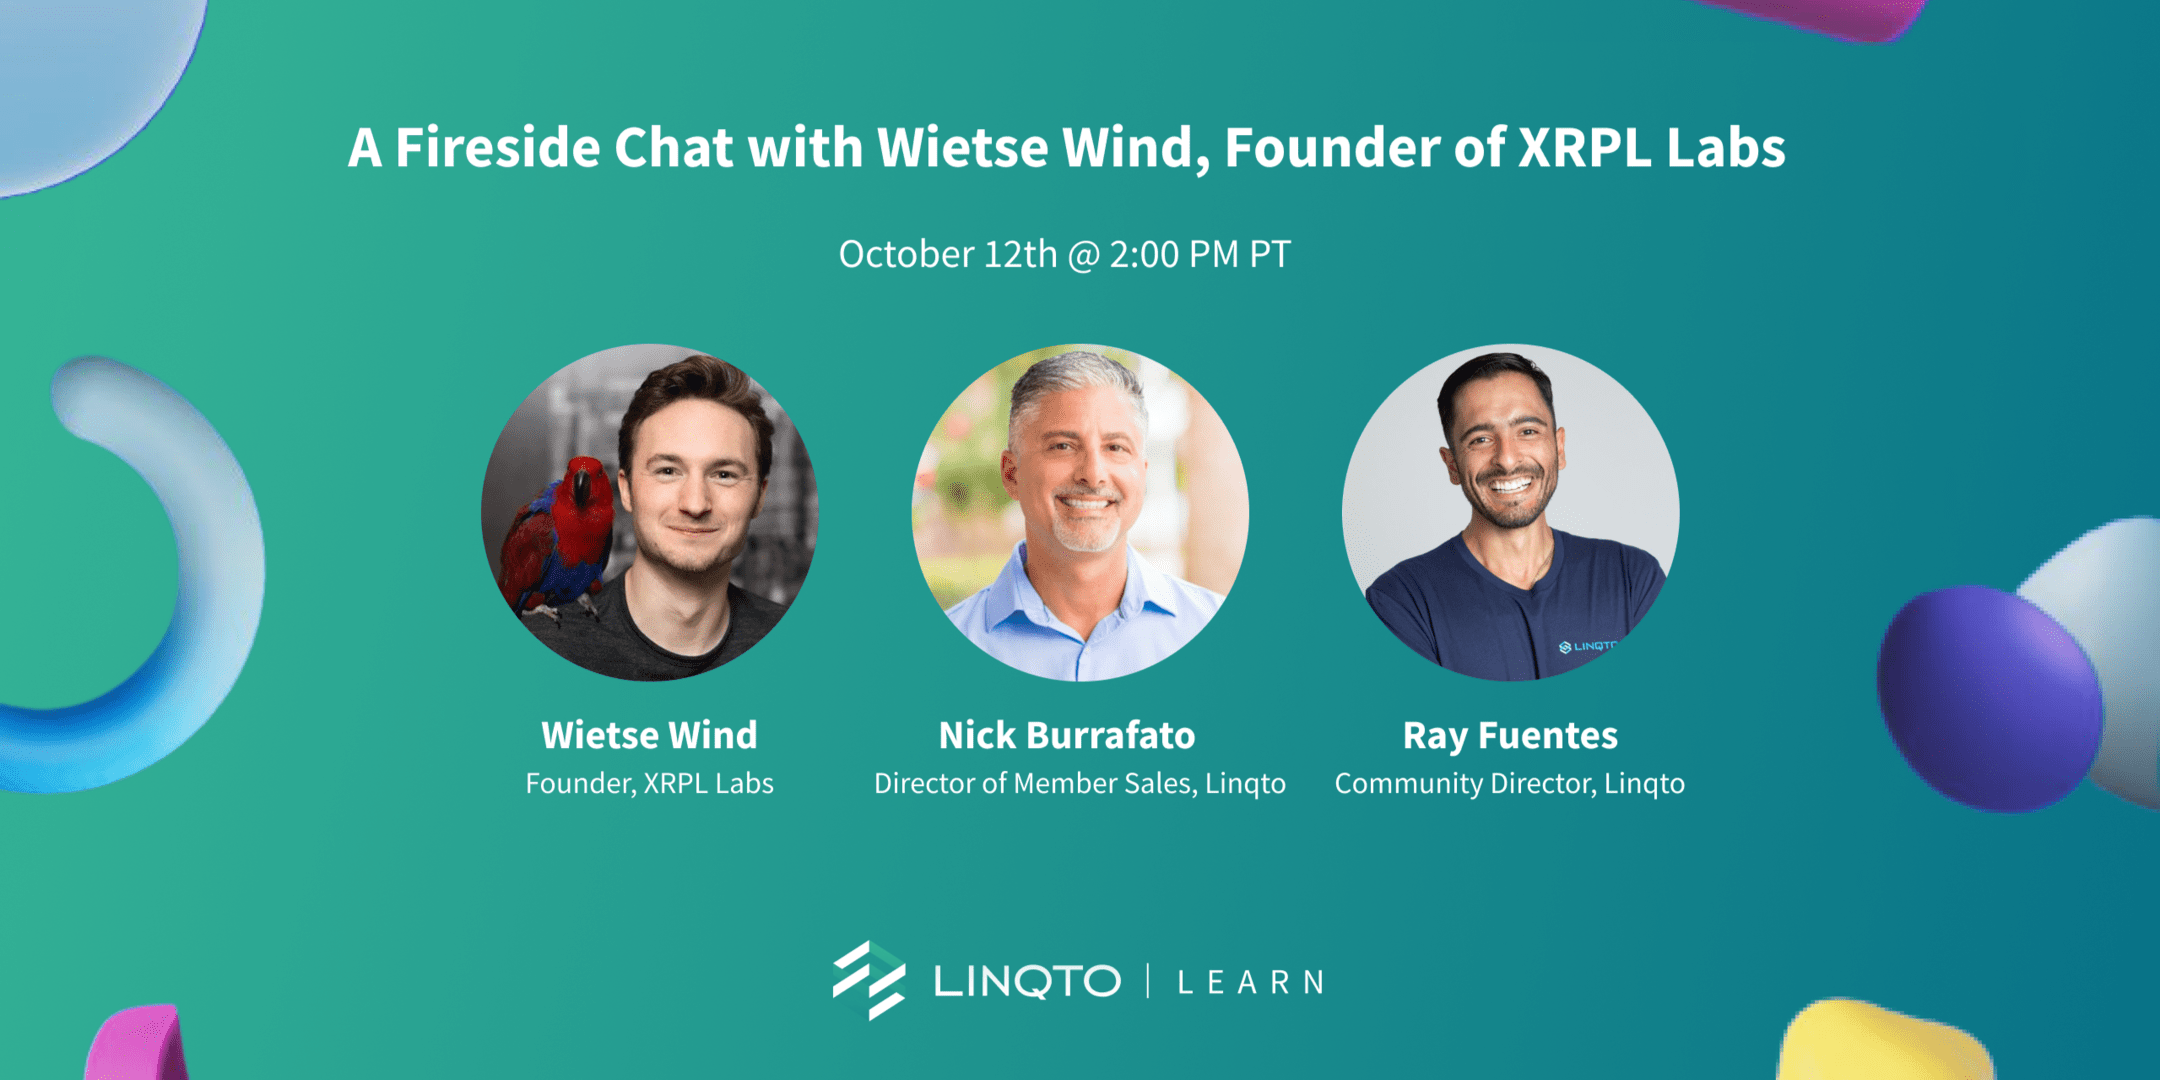 A Fireside Chat with Wietse Wind, Founder of XRPL Labs
October 12th @ 2:00 PM PT
LINQTO
Wietse Wind
Founder, XRPL Labs
Nick Burrafato
Director of Member Sales, Linqto
Ray Fuentes
Community Director, Linqto
LINQTO | LEARN